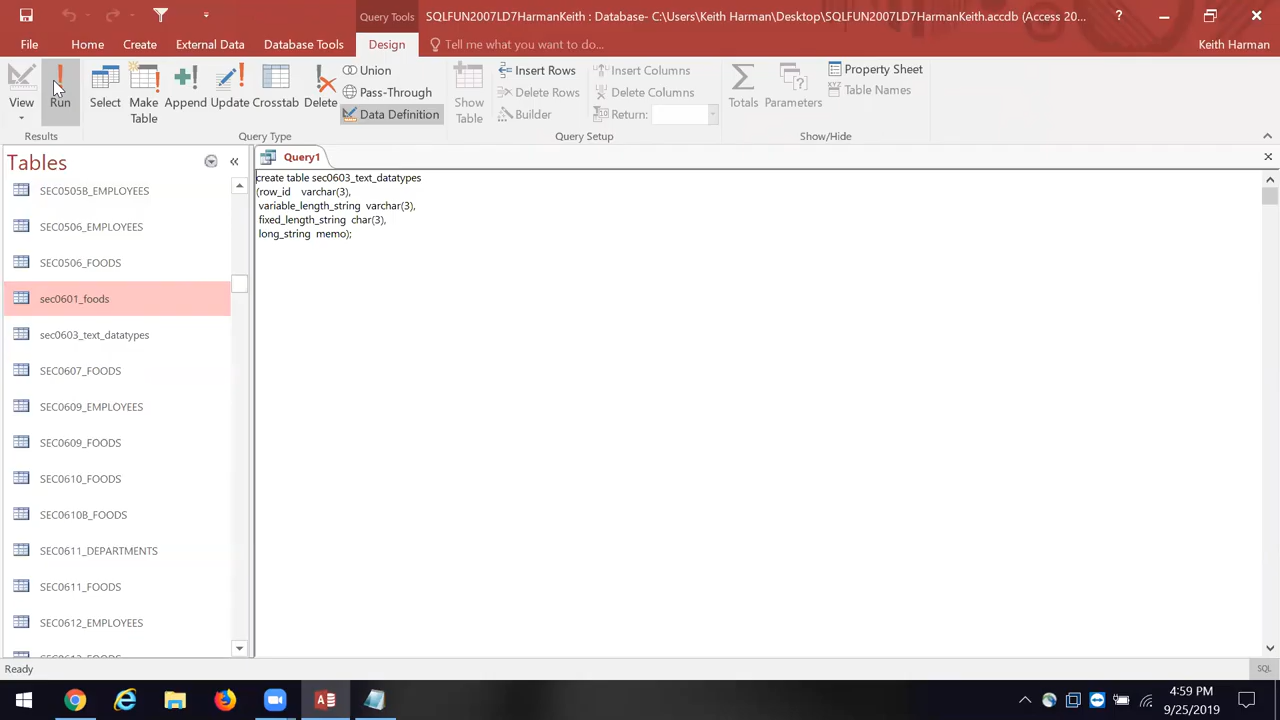 Query Tools
SQLFUN2007LD7HarmanKeith : Database- C:\Users\Keith Harman\Desktop\SQLFUN2007LD7HarmanKeith.accdb (Access 20...
File
Home
Create
External Data
Database Tools
Design
Tell me what you want to do...
Keith Harman
View
Run
Select
Make Table
Append
Update
Crosstab
Delete
Union
Pass-Through
Data Definition
Show Table
Insert Rows
Delete Rows
Builder
Insert Columns
Delete Columns
Return:
Totals
Parameters
Property Sheet
Table Names
Results
Query Type
Query Setup
Show/Hide
Tables
SEC0505B_EMPLOYEES
SEC0506_EMPLOYEES
SEC0506_FOODS
sec0601_foods
sec0603_text_datatypes
SEC0607_FOODS
SEC0609_EMPLOYEES
SEC0609_FOODS
SEC0610_FOODS
SEC0610B_FOODS
SEC0611_DEPARTMENTS
SEC0611_FOODS
SEC0612_EMPLOYEES
Query1
create table sec0603_text_datatypes
(row_id varchar(3),
variable_length_string varchar(3),
fixed_length_string char(3),
long_string memo);
Ready
SQL
4:59 PM
9/25/2019